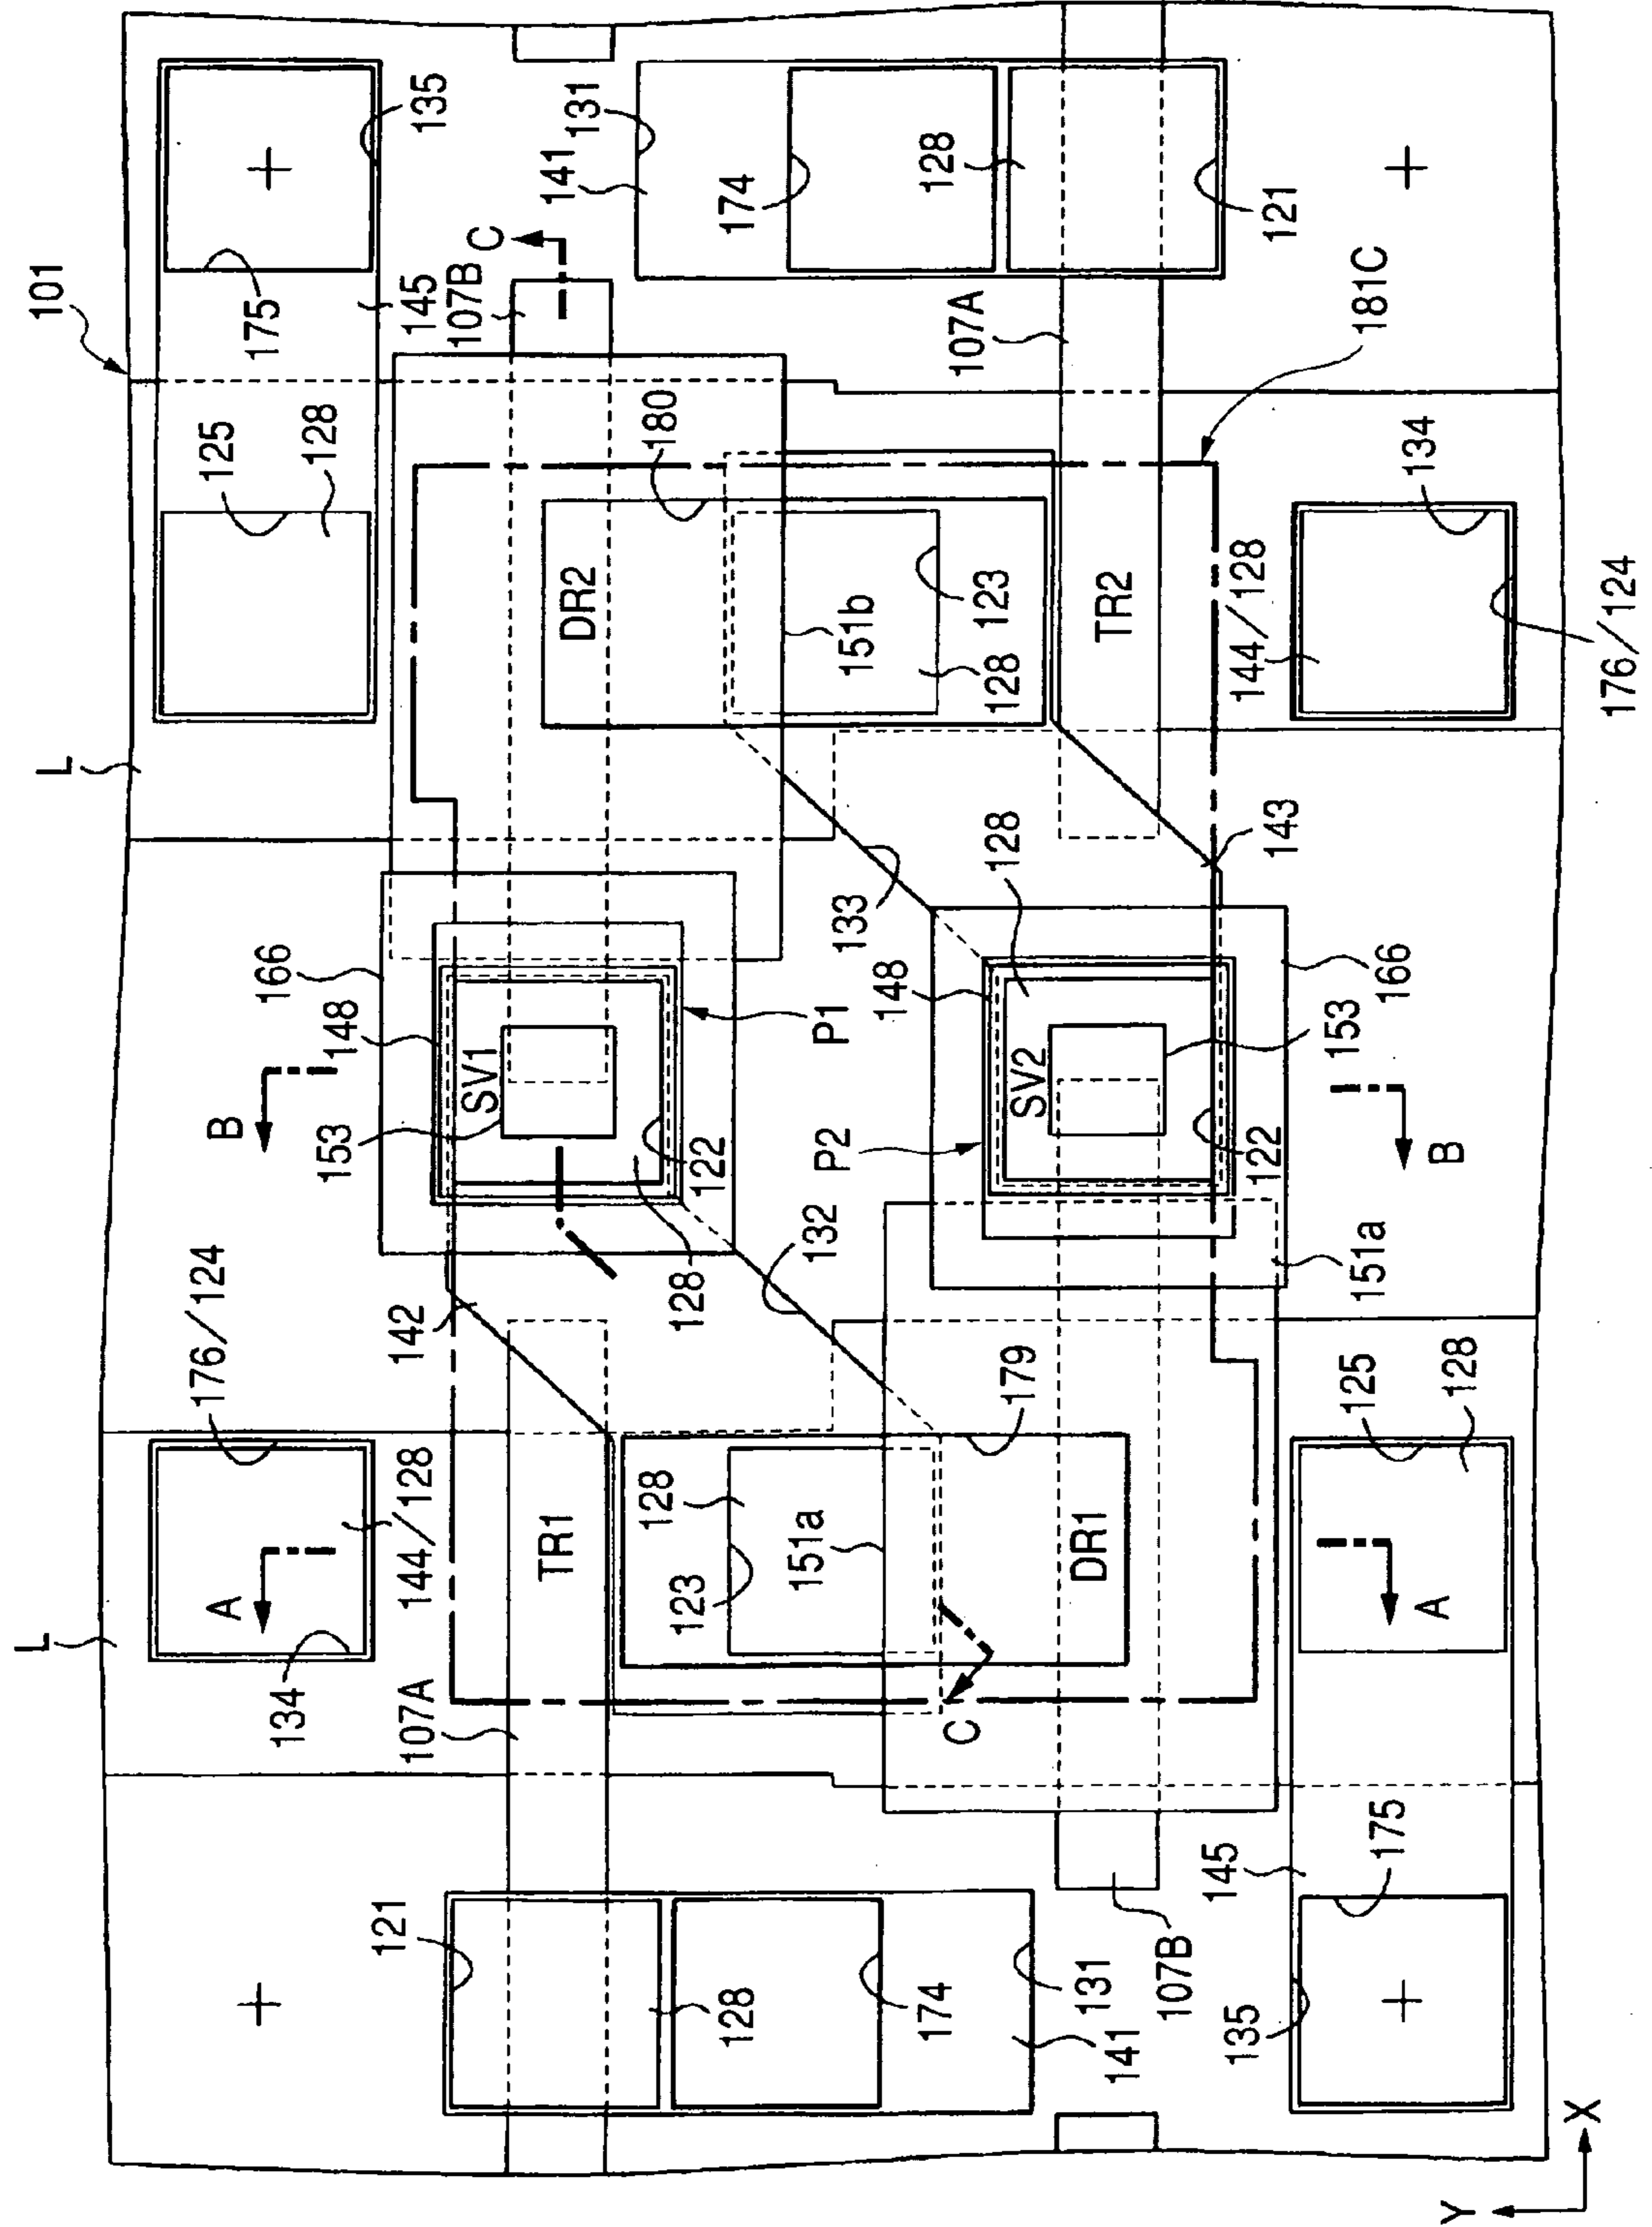 L
L
101
A
176/124
B
125
134
153
166
175
128
148
121
107A
144/128
142
145
135
SV1
107B
C
TR1
DR2
141
131
123
128
128
122
180
128
151a
132
P1
174
P2
133
151b
174
C
148
128
107A
128
131
179
128
128
123
141
DR1
SV2
TR2
107B
153
145
144/128
135
122
143
121
175
125
151a
166
181C
A
128
B
134
Y
X
176/124